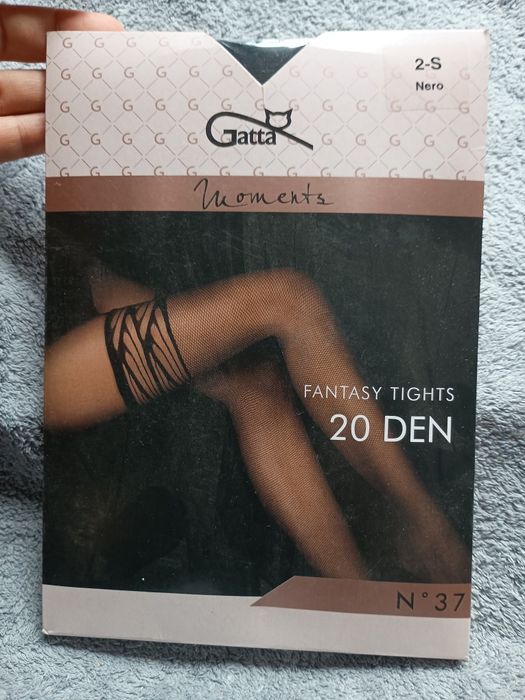 2-S
Nero
Gatta
Moments
FANTASY TIGHTS
20 DEN
N°37